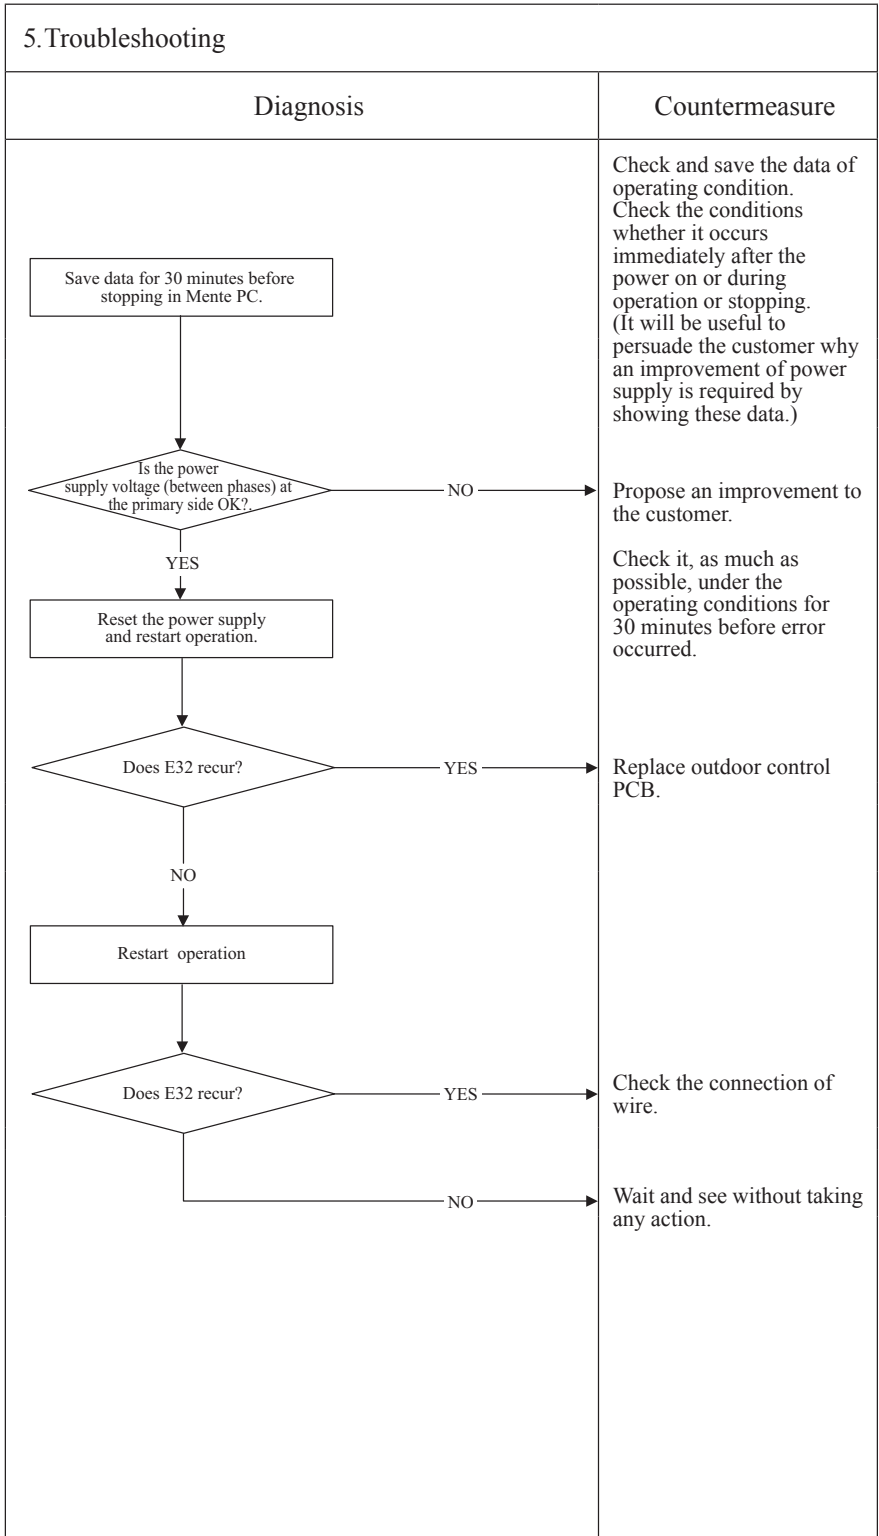 5.Troubleshooting
Diagnosis
Countermeasure
Check and save the data of
operating condition.
Check the conditions
whether it occurs
immediately after the
power on or during
operation or stopping.
(It will be useful to
persuade the customer why
an improvement of power
supply is required by
showing these data.)
Save data for 30 minutes before
stopping in Mente PC.
Is the power
supply voltage (between phases) at
the primary side OK?.
NO
Propose an improvement to
the customer.
YES
Check it, as much as
possible, under the
operating conditions for
30 minutes before error
occurred.
Reset the power supply
and restart operation.
Does E32 recur?
YES
Replace outdoor control
PCB.
NO
Restart operation
Does E32 recur?
YES
Check the connection of
wire.
NO
Wait and see without taking
any action.